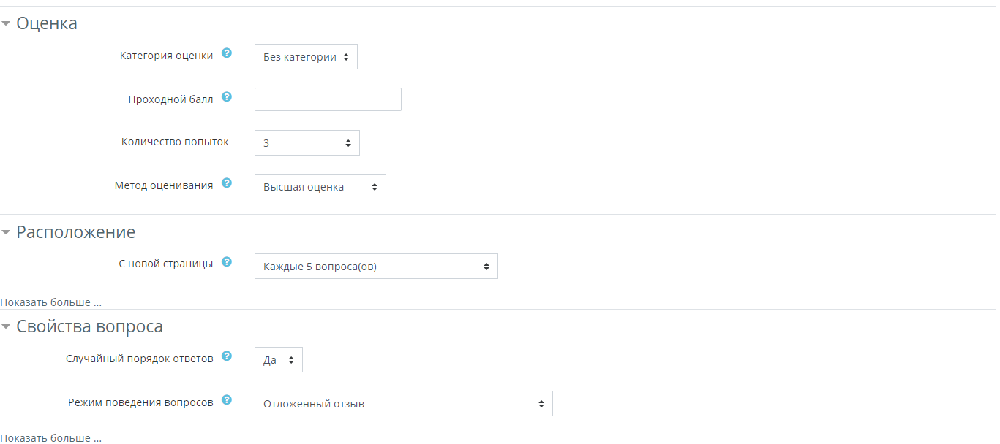 Оценка
Категория оценки ? Без категории
Проходной балл ?
Количество попыток 3
Метод оценивания ? Высшая оценка
Расположение
С новой страницы ? Каждые 5 вопроса(ов)
Показать больше ...
Свойства вопроса
Случайный порядок ответов ? Да
Режим поведения вопросов ? Отложенный отзыв
Показать больше ...